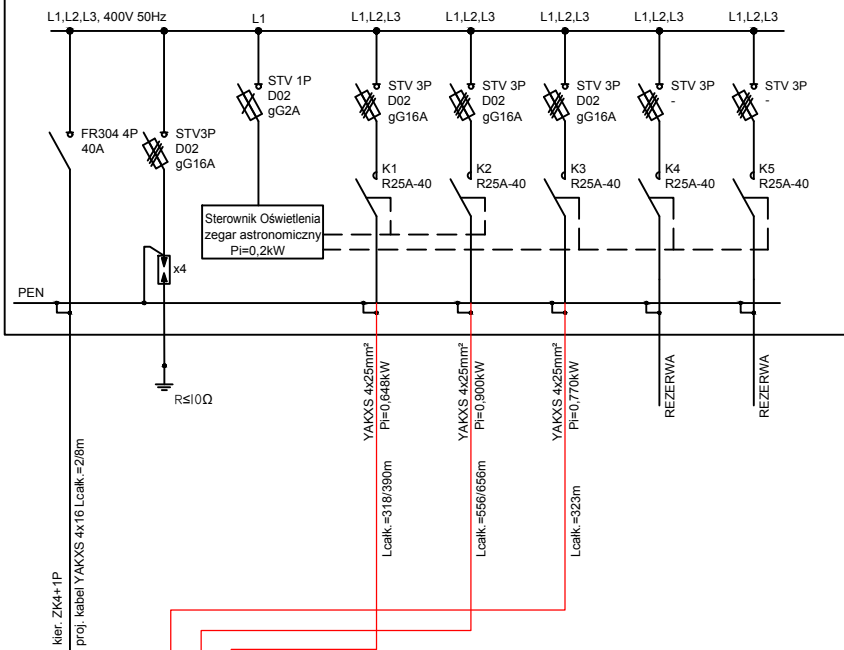 L1,L2,L3, 400V 50Hz
L1
L1,L2,L3
L1,L2,L3
L1,L2,L3
L1,L2,L3
L1,L2,L3
FR304 4P
40A
STV3P
D02
gG16A
STV 1P
D02
gG2A
STV 3P
D02
gG16A
STV 3P
D02
gG16A
STV 3P
D02
gG16A
STV 3P
-
STV 3P
-
K1
R25A-40
K2
R25A-40
K3
R25A-40
K4
R25A-40
K5
R25A-40
Sterownik Oświetlenia
zegar astronomiczny
Pi=0,2kW
x4
PEN
R≤10Ω
YAKXS 4x25mm²
Pi=0,648kW
YAKXS 4x25mm²
Pi=0,900kW
YAKXS 4x25mm²
Pi=0,770kW
REZERWA
REZERWA
Lcałk.=318/390m
Lcałk.=556/656m
Lcałk.=323m
kier. ZK4+1P
proj. kabel YAKXS 4x16 Lcałk.=2/8m